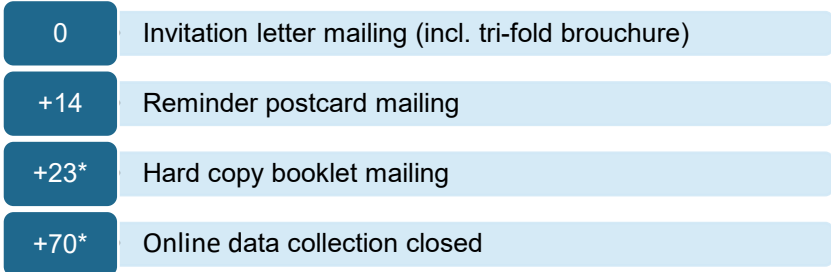 0 Invitation letter mailing (incl. tri-fold brouchure)
+14 Reminder postcard mailing
+23* Hard copy booklet mailing
+70* Online data collection closed